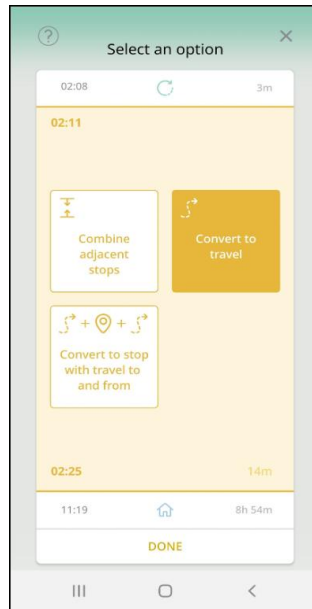 ?
Select an option
02:08
3m
02:11
Combine
adjacent
stops
Convert to
travel
+ +
Convert to stop
with travel to
and from
02:25
14m
11:19
8h 54m
DONE